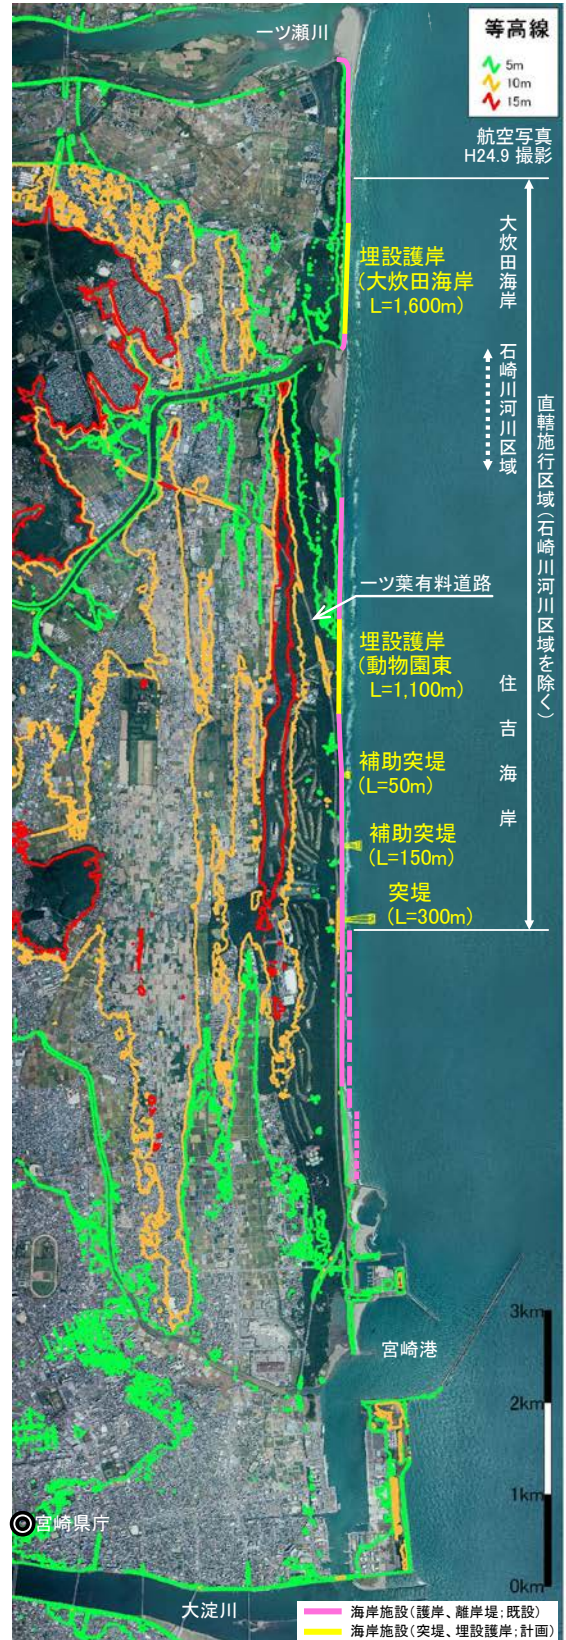 一ツ瀬川
等高線
5m
10m
15m
航空写真
H24.9 撮影
大炊田海岸
埋設護岸
(大炊田海岸
L=1,600m)
石崎川河川区域
直轄施行区域(石崎川河川区域を除く)
一ツ葉有料道路
埋設護岸
(動物園東
L=1,100m)
住吉海岸
補助突堤
(L=50m)
補助突堤
(L=150m)
突堤
(L=300m)
3km
宮崎港
2km
1km
宮崎県庁
0km
大淀川
海岸施設(護岸、離岸堤;既設)
海岸施設(突堤、埋設護岸;計画)